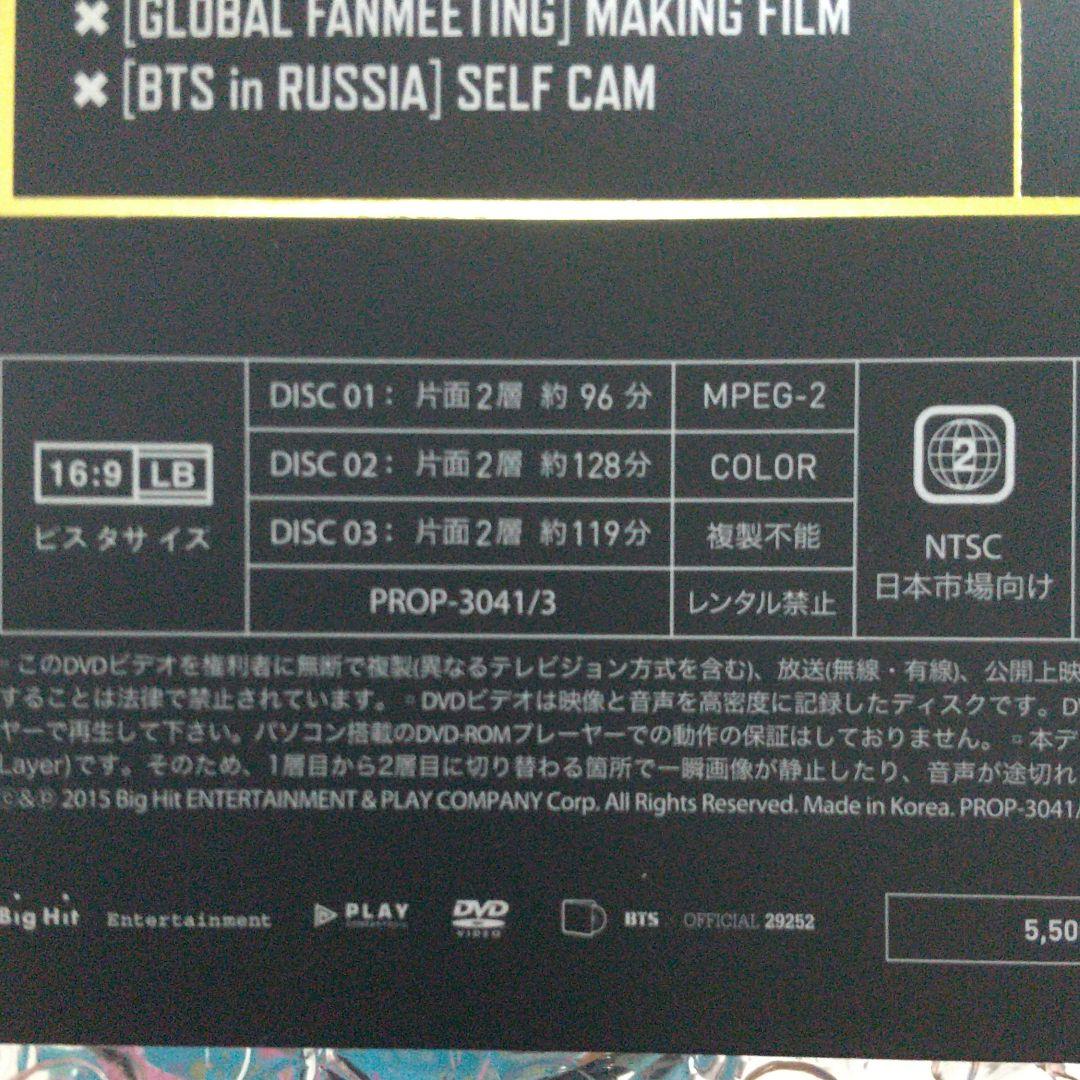 × [GLOBAL FANMEETING] MAKING FILM
× [BTS in RUSSIA] SELF CAM
16:9 LB
ビスタサイズ
DISC 01： 片面2層 約 96 分
DISC 02： 片面2層 約128分
DISC 03： 片面2層 約119分
PROP-3041/3
MPEG-2
COLOR
複製不能
レンタル禁止
2
NTSC
日本市場向け
▫このDVDビデオを権利者に無断で複製(異なるテレビジョン方式を含む)、放送(無線・有線)、公開上映
することは法律で禁止されています。▫DVDビデオは映像と音声を高密度に記録したディスクです。
ヤーで再生して下さい。パソコン搭載のDVD-ROMプレーヤーでの動作の保証はしておりません。▫本デ
Layer)です。そのため、1層目から2層目に切り替わる箇所で一瞬画像が静止したり、音声が途切れ
©&℗ 2015 Big Hit ENTERTAINMENT & PLAY COMPANY Corp. All Rights Reserved. Made in Korea. PROP-3041/
Big Hit Entertainment PLAY DVD VIDEO BTS × OFFICIAL 29252
5,50